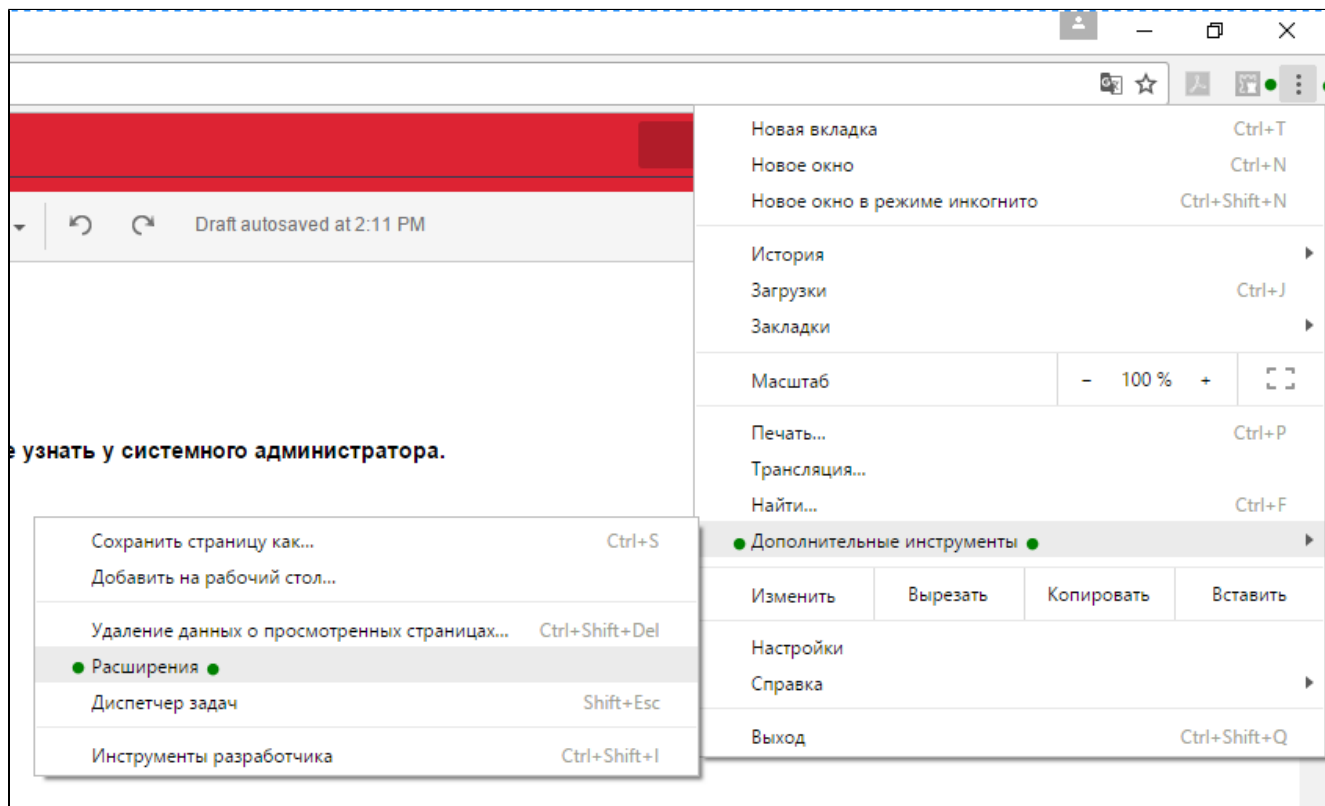 Draft autosaved at 2:11 PM
е узнать у системного администратора.
Новая вкладка Ctrl+T
Новое окно Ctrl+N
Новое окно в режиме инкогнито Ctrl+Shift+N
История
Загрузки Ctrl+J
Закладки
Масштаб - 100 % +
Печать... Ctrl+P
Трансляция...
Найти... Ctrl+F
Дополнительные инструменты
Изменить Вырезать Копировать Вставить
Настройки
Справка
Выход Ctrl+Shift+Q
Сохранить страницу как... Ctrl+S
Добавить на рабочий стол...
Удаление данных о просмотренных страницах... Ctrl+Shift+Del
Расширения
Диспетчер задач Shift+Esc
Инструменты разработчика Ctrl+Shift+I